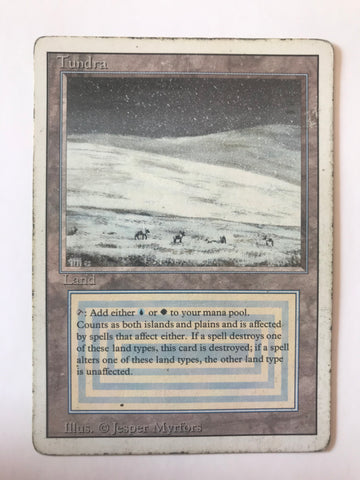 Tundra
Land
: Add either or to your mana pool.
Counts as both islands and plains and is affected
by spells that affect either. If a spell destroys one
of these land types, this card is destroyed; if a spell
alters one of these land types, the other land type
is unaffected.
Illus. © Jesper Myrfors